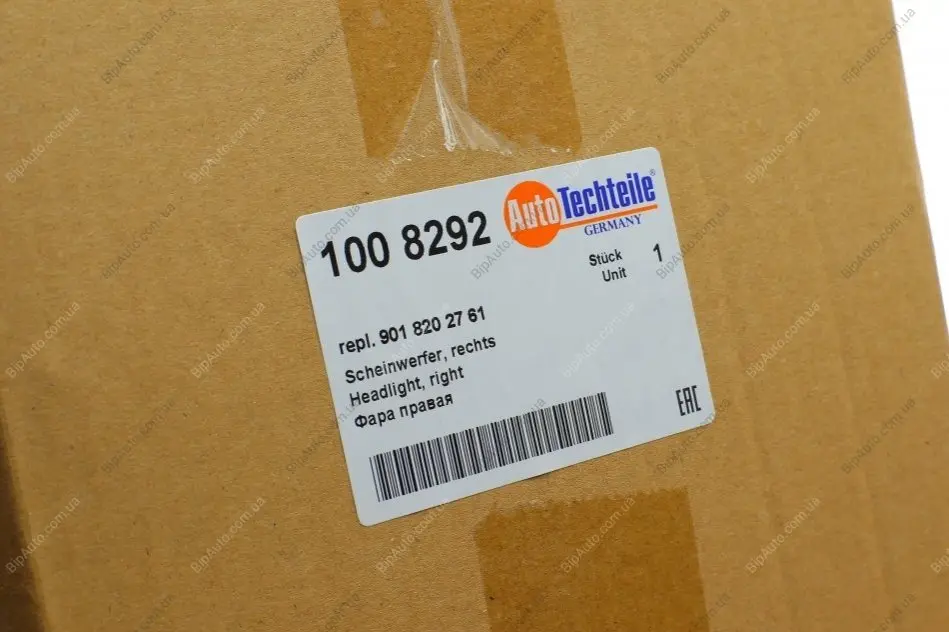 100 8292
AutoTechteile®
GERMANY
Stück 1
Unit
repl. 901 820 27 61
Scheinwerfer, rechts
Headlight, right
Фара правая
EAC
BipAuto.com.ua